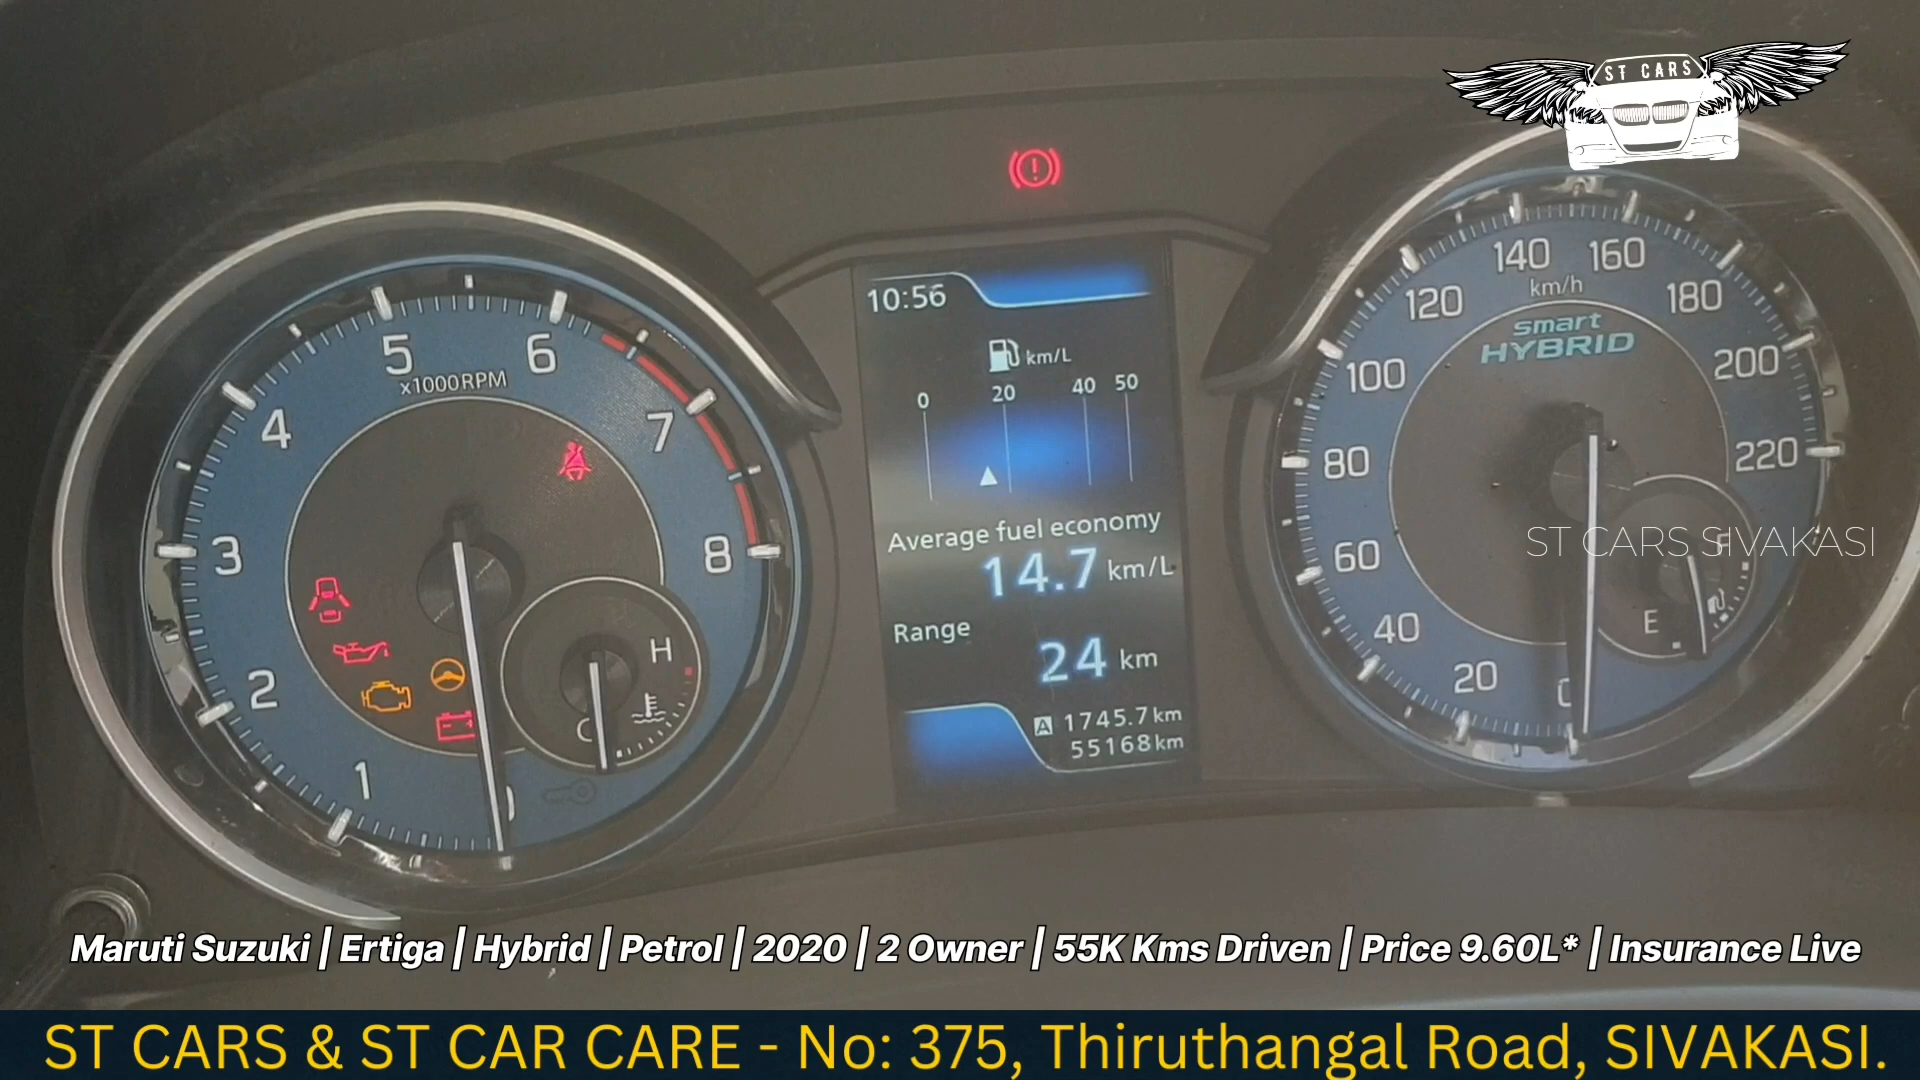 ST CARS
10:56
km/L
0 20 40 50
Average fuel economy
14.7 km/L
Range
24 km
A 1745.7 km
55168 km
1 2 3 4 5 6 7 8
x1000RPM
H
C
20 40 60 80 100 120 140 160 180 200 220
km/h
smart
HYBRID
ST CARS SIVAKASI
F
E
Maruti Suzuki | Ertiga | Hybrid | Petrol | 2020 | 2 Owner | 55K Kms Driven | Price 9.60L* | Insurance Live
ST CARS & ST CAR CARE - No: 375, Thiruthangal Road, SIVAKASI.